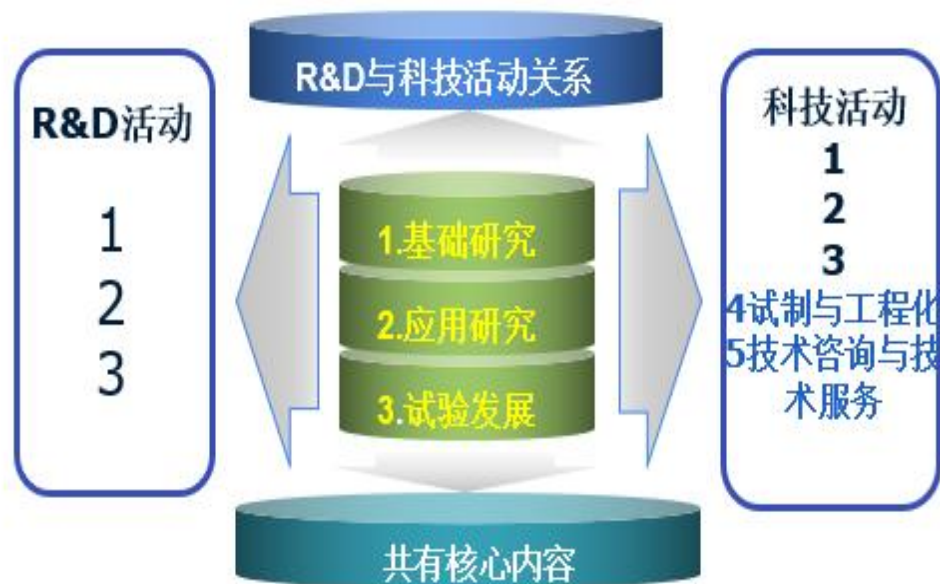 R&D与科技活动关系
R&D活动
1
2
3
1.基础研究
2.应用研究
3.试验发展
科技活动
1
2
3
4试制与工程化
5技术咨询与技
术服务
共有核心内容